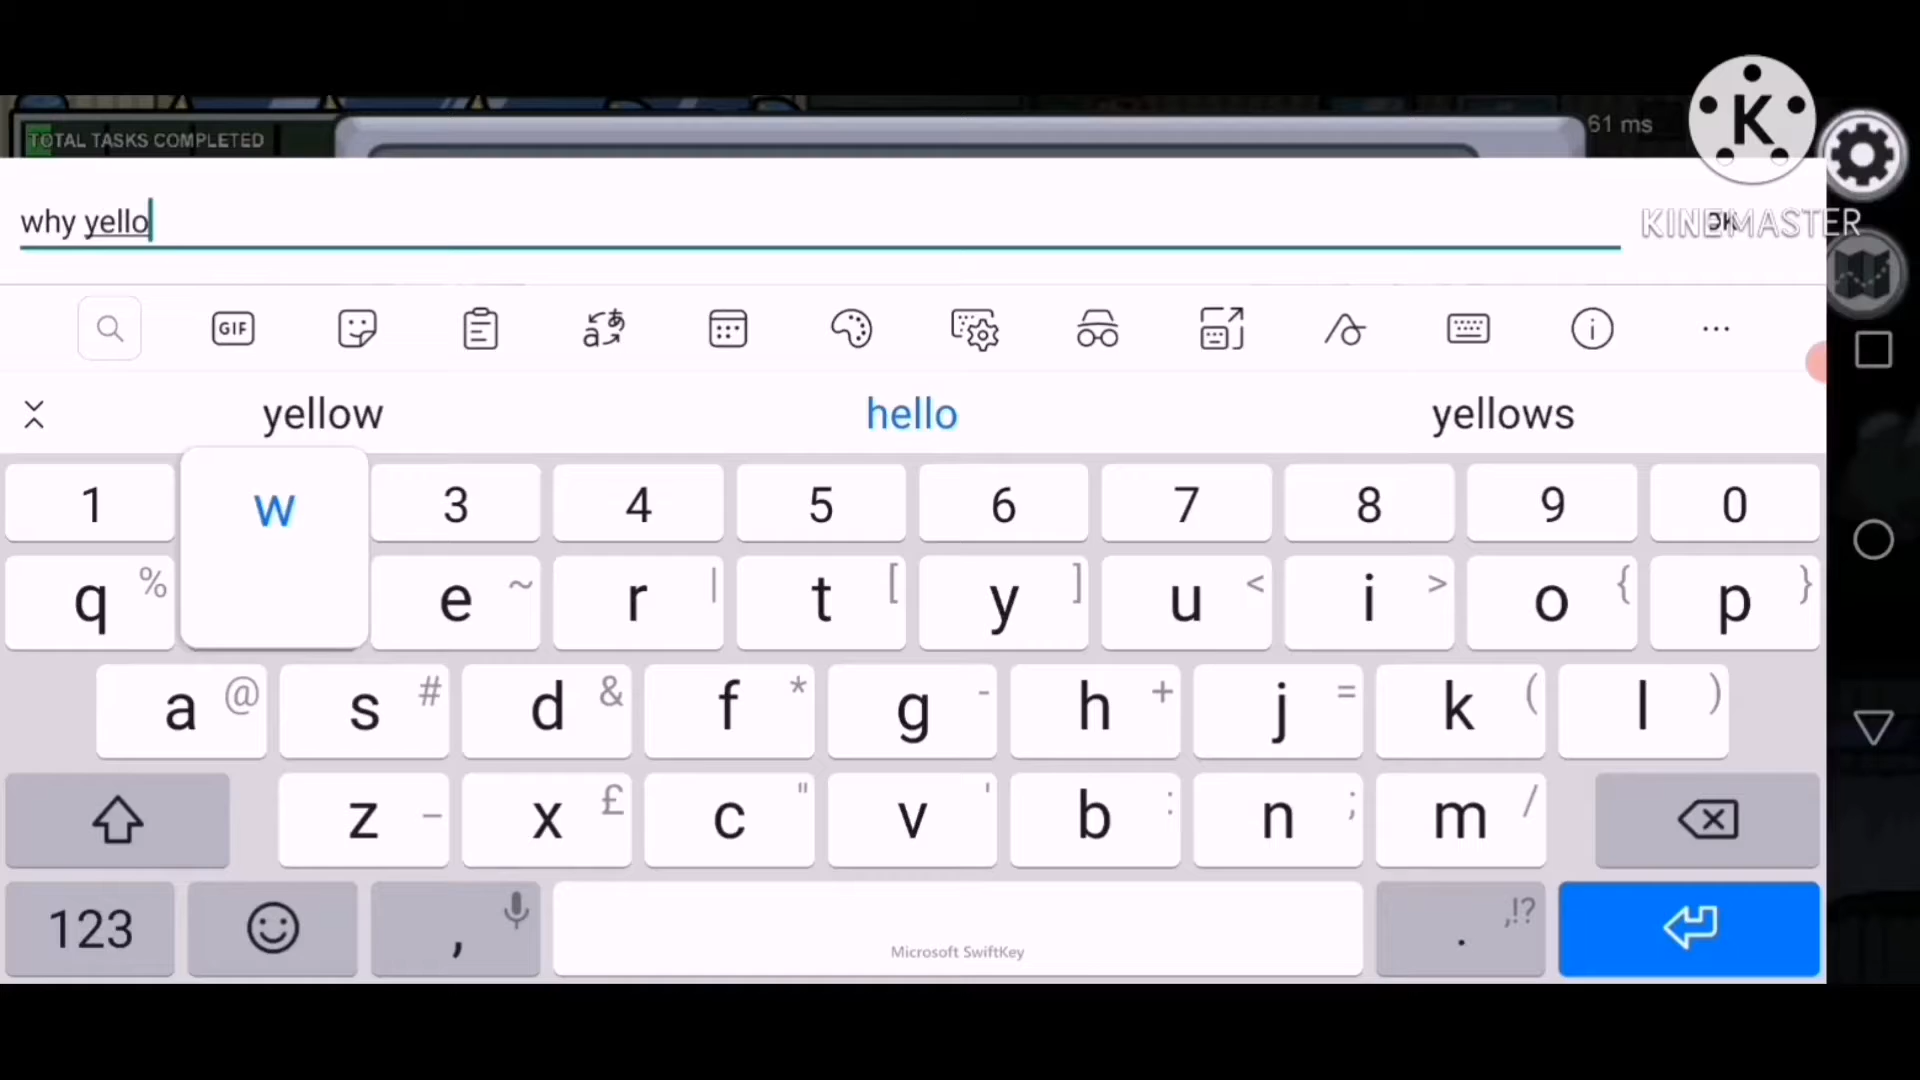 TOTAL TASKS COMPLETED
61 ms
K
why yello
KINEMASTER
GIF
yellow hello yellows
1 w 3 4 5 6 7 8 9 0
q % e ~ r | t [ y ] u < i > o { p }
a @ s # d & f * g - h + j = k ( l )
z _ x £ c " v ' b : n ; m /
123 , Microsoft SwiftKey . ,!?